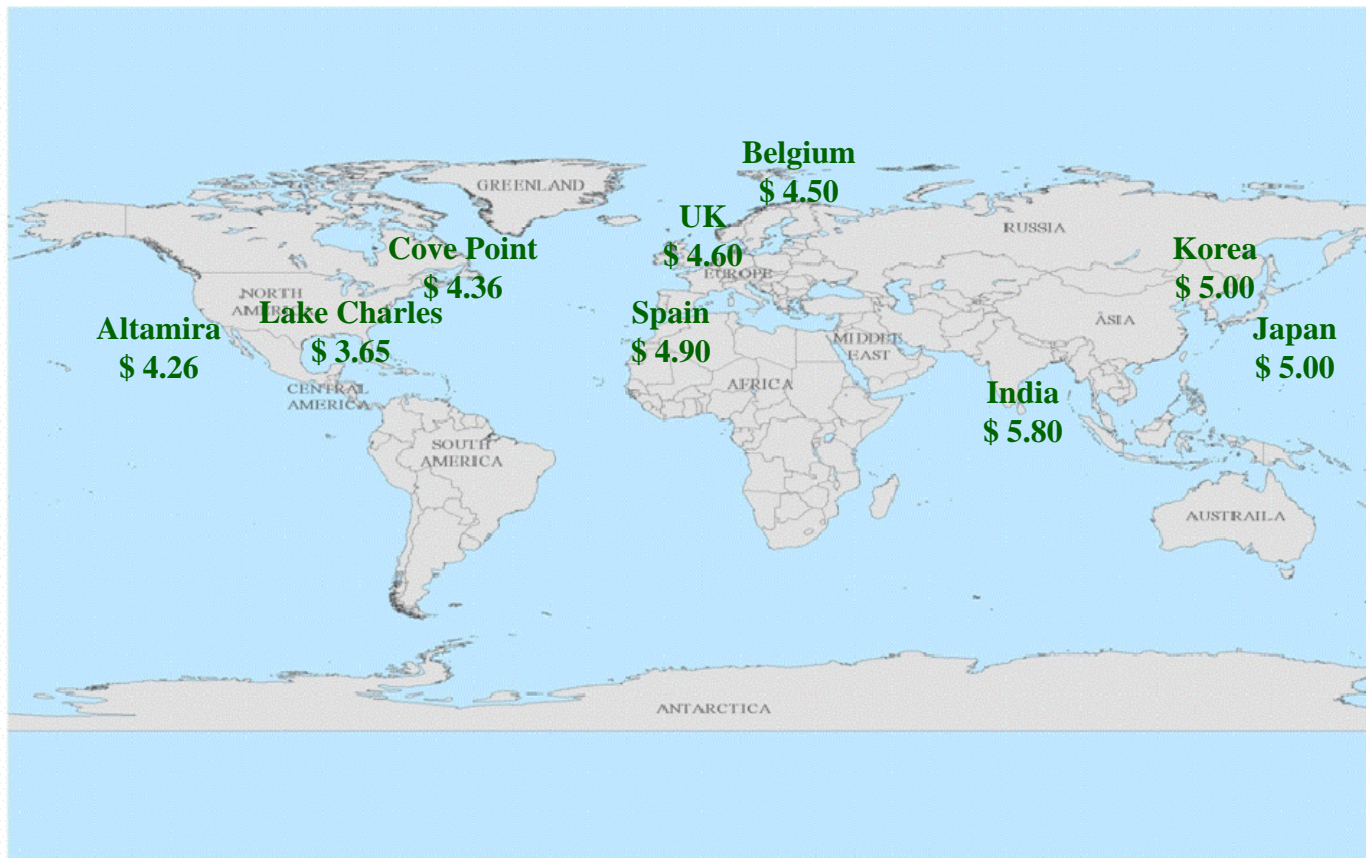 Belgium
$ 4.50
GREENLAND
UK
$ 4.60
RUSSIA
Cove Point
$ 4.36
Korea
$ 5.00
EUROPE
NORTH
AMERICA
Lake Charles
$ 3.65
Altamira
$ 4.26
Spain
$ 4.90
ASIA
Japan
$ 5.00
MIDDLE
EAST
CENTRAL
AMERICA
AFRICA
India
$ 5.80
SOUTH
AMERICA
AUSTRAILA
ANTARCTICA